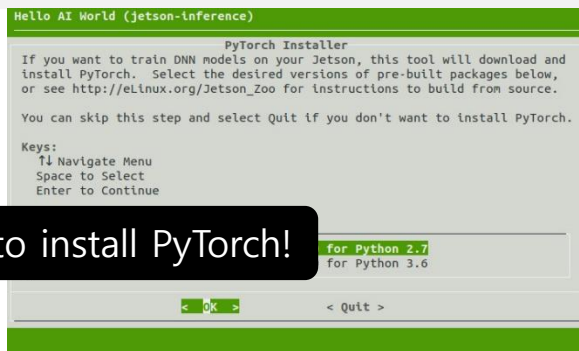 Hello AI World (jetson-inference)
PyTorch Installer
If you want to train DNN models on your Jetson, this tool will download and
install PyTorch. Select the desired versions of pre-built packages below,
or see http://eLinux.org/Jetson_Zoo for instructions to build from source.
You can skip this step and select Quit if you don't want to install PyTorch.
Keys:
↑↓ Navigate Menu
Space to Select
Enter to Continue
to install PyTorch!
for Python 2.7
for Python 3.6
< OK > < Quit >